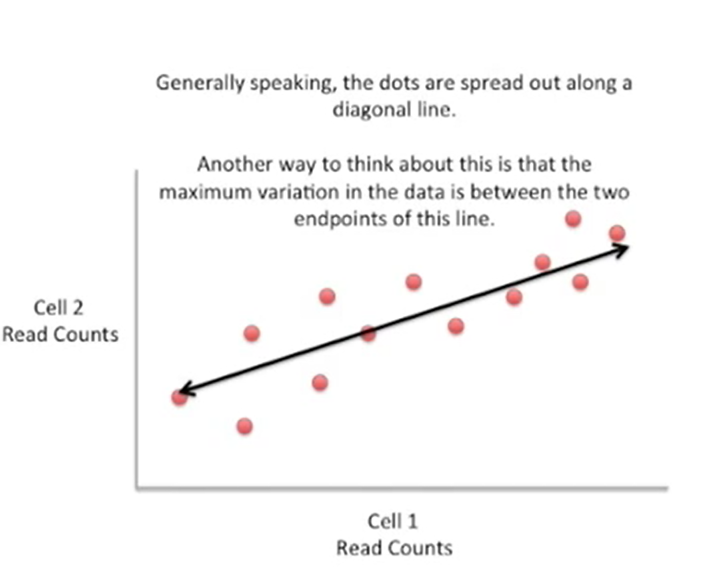 Generally speaking, the dots are spread out along a
diagonal line.
Another way to think about this is that the
maximum variation in the data is between the two
endpoints of this line.
Cell 2
Read Counts
Cell 1
Read Counts